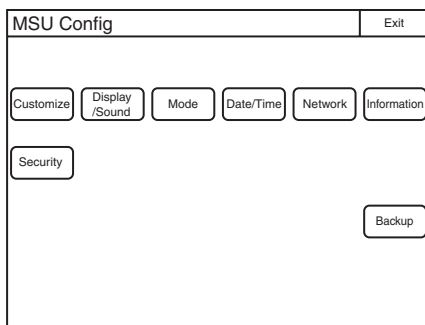 MSU Config Exit
Customize Display /Sound Mode Date/Time Network Information
Security
Backup